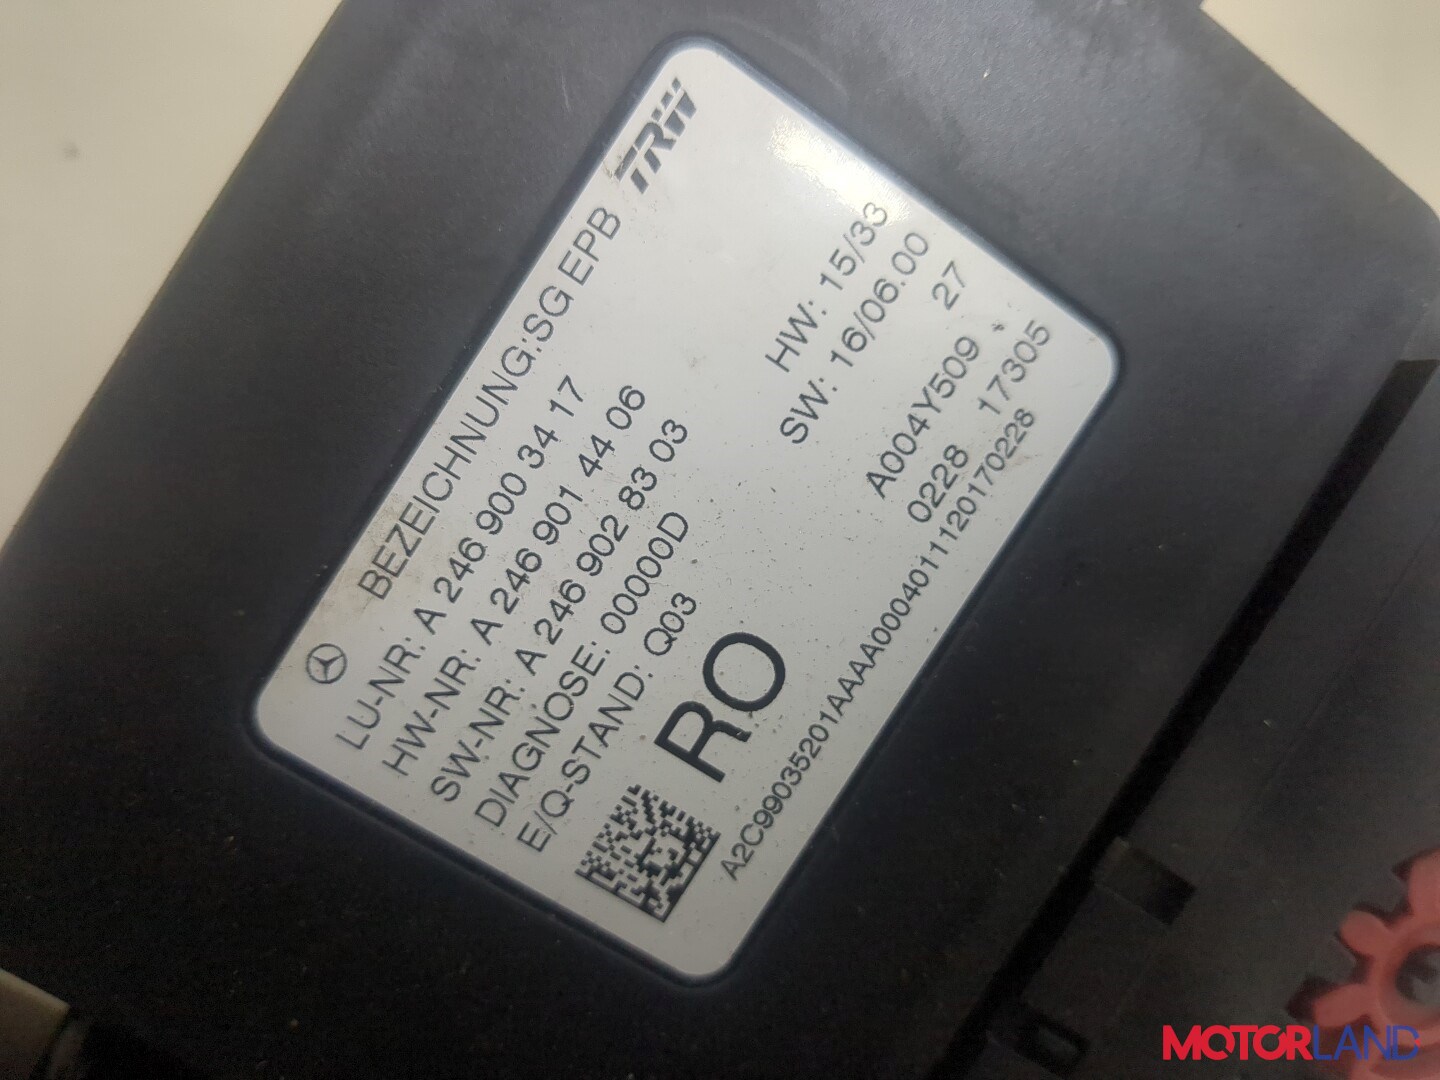 BEZEICHNUNG:SG EPB
TRW
LU-NR: A 246 900 34 17
HW-NR: A 246 901 44 06
HW: 15/33
SW-NR: A 246 902 83 03
SW: 16/06.00
DIAGNOSE: 00000D
27
E/Q-STAND: Q03
A004Y509 *
RO
0228 17305
A2C99035201AAAA0004011120170228
MOTORLAND